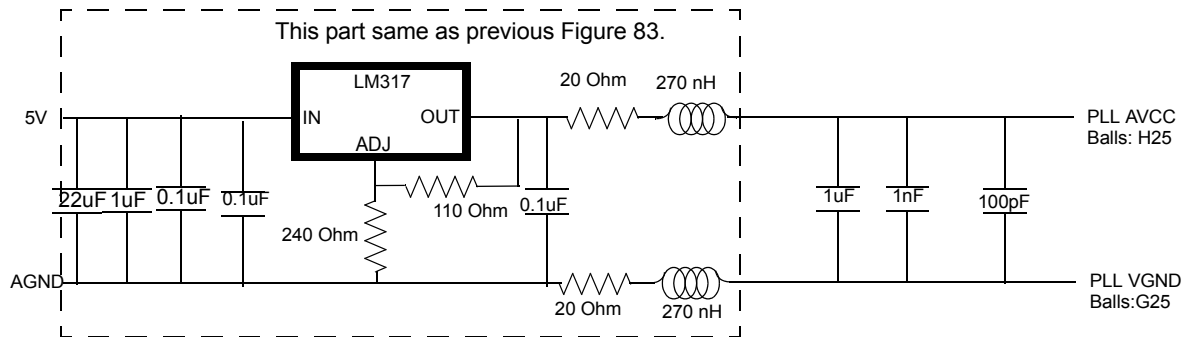 This part same as previous Figure 83.
LM317
20 Ohm
270 nH
5V
IN
OUT
ADJ
PLL AVCC
Balls: H25
22uF
1uF
0.1uF
0.1uF
110 Ohm
0.1uF
1uF
1nF
100pF
240 Ohm
AGND
20 Ohm
270 nH
PLL VGND
Balls:G25